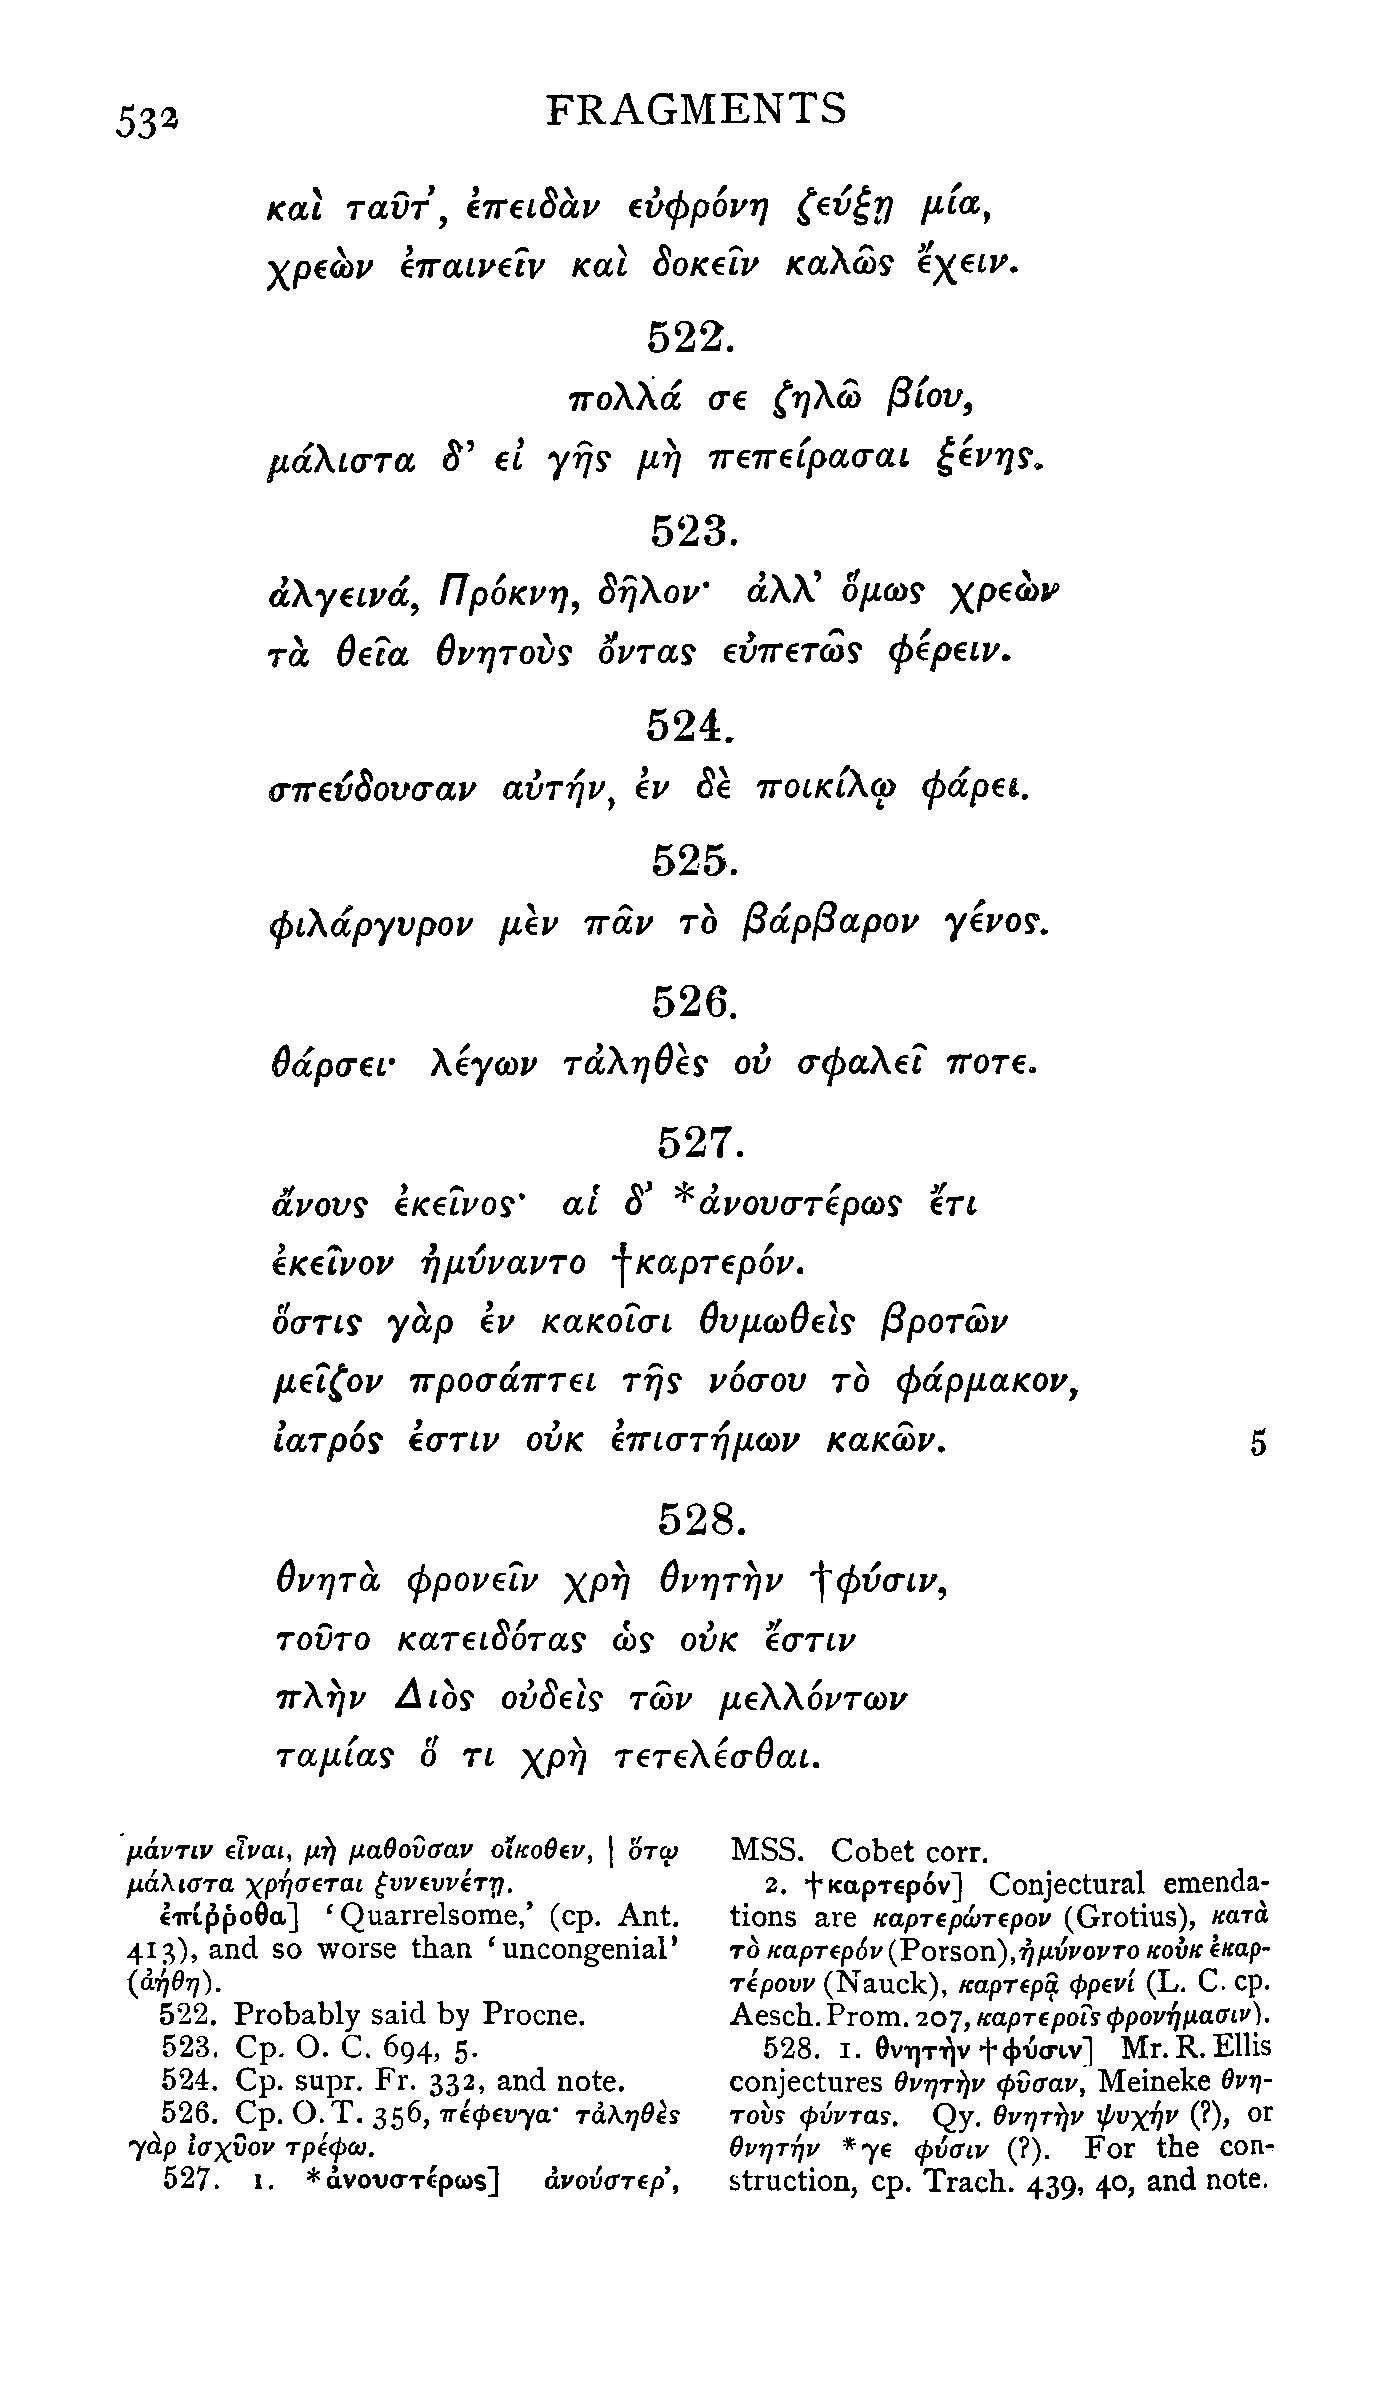 532
FRAGMENTS
καὶ ταῦτ’, ἐπειδὰν εὐφρόνη ζεύξῃ μία,
χρεὼν ἐπαινεῖν καὶ δοκεῖν καλῶς ἔχειν.
522.
πολλά σε ζηλῶ βίου,
μάλιστα δ’ εἰ γῆς μὴ πεπείρασαι ξένης.
523.
ἀλγεινά, Πρόκνη, δῆλον· ἀλλ’ ὅμως χρεὼν
τὰ θεῖα θνητοὺς ὄντας εὐπετῶς φέρειν.
524.
σπεύδουσαν αὐτήν, ἐν δὲ ποικίλῳ φάρει.
525.
φιλάργυρον μὲν πᾶν τὸ βάρβαρον γένος.
526.
θάρσει· λέγων τἀληθὲς οὐ σφαλεῖ ποτε.
527.
ἄνους ἐκεῖνος· αἱ δ’ *ἀνουστέρως ἔτι
ἐκεῖνον ἠμύναντο †καρτερόν.
ὅστις γὰρ ἐν κακοῖσι θυμωθεὶς βροτῶν
μεῖζον προσάπτει τῆς νόσου τὸ φάρμακον,
ἰατρός ἐστιν οὐκ ἐπιστήμων κακῶν. 5
528.
θνητὰ φρονεῖν χρὴ θνητὴν †φύσιν,
τοῦτο κατειδότας ὡς οὐκ ἔστιν
πλὴν Διὸς οὐδεὶς τῶν μελλόντων
ταμίας ὅ τι χρὴ τετελέσθαι.
μάντιν εἶναι, μὴ μαθοῦσαν οἴκοθεν, | ὅτῳ
μάλιστα χρήσεται ξυνευνέτῃ.
ἐπίῤῥοθα] ‘Quarrelsome,’ (cp. Ant.
413), and so worse than ‘uncongenial’
(ἀήθη).
522. Probably said by Procne.
523. Cp. O. C. 694, 5.
524. Cp. supr. Fr. 332, and note.
526. Cp. O. T. 356, πέφευγα· τἀληθὲς
γὰρ ἰσχῦον τρέφω.
527. 1. *ἀνουστέρως] ἀνούστερ’,
MSS. Cobet corr.
2. †καρτερόν] Conjectural emenda-
tions are καρτερώτερον (Grotius), κατὰ
τὸ καρτερόν (Porson), ἠμύνοντο κοὐκ ἐκαρ-
τέρουν (Nauck), καρτερᾷ φρενί (L. C. cp.
Aesch. Prom. 207, καρτεροῖς φρονήμασιν).
528. 1. θνητὴν †φύσιν] Mr. R. Ellis
conjectures θνητὴν φῦσαν, Meineke θνη-
τοὺς φύντας. Qy. θνητὴν ψυχήν (?), or
θνητήν *γε φύσιν (?). For the con-
struction, cp. Trach. 439, 40, and note.